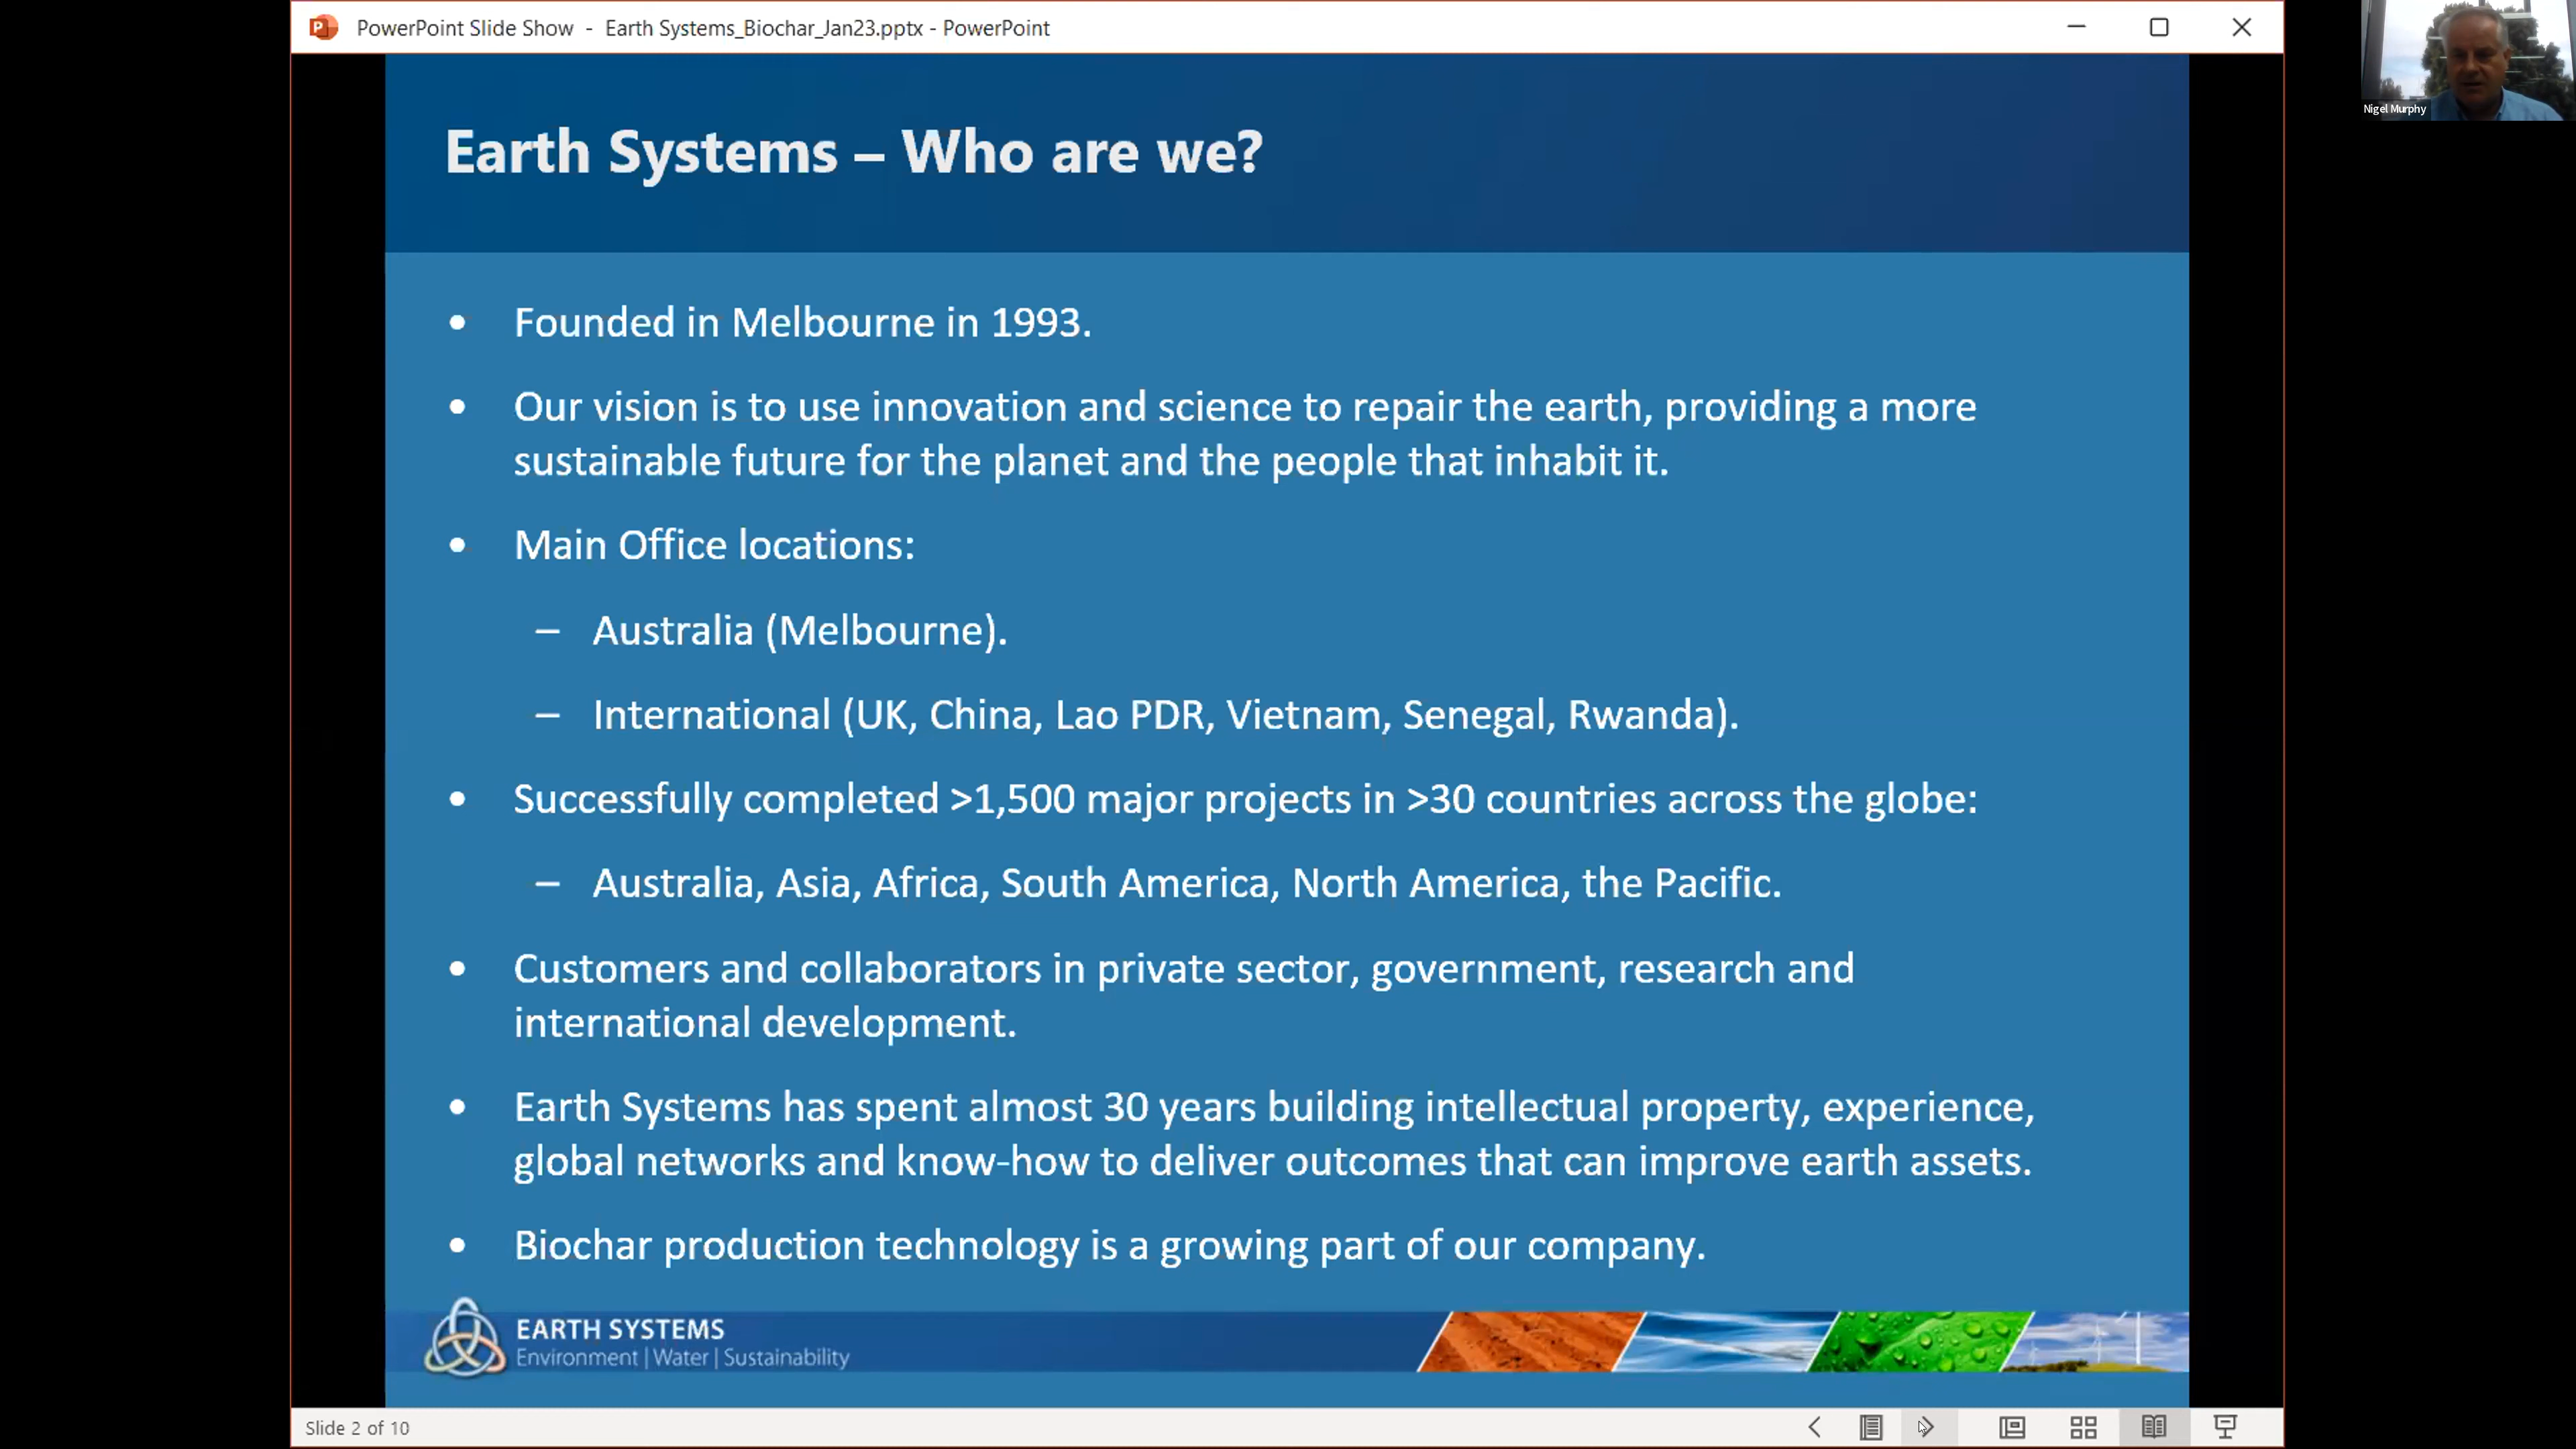 PowerPoint Slide Show - Earth Systems_Biochar_Jan23.pptx - PowerPoint
Nigel Murphy
Earth Systems – Who are we?
• Founded in Melbourne in 1993.
• Our vision is to use innovation and science to repair the earth, providing a more
sustainable future for the planet and the people that inhabit it.
• Main Office locations:
– Australia (Melbourne).
– International (UK, China, Lao PDR, Vietnam, Senegal, Rwanda).
• Successfully completed >1,500 major projects in >30 countries across the globe:
– Australia, Asia, Africa, South America, North America, the Pacific.
• Customers and collaborators in private sector, government, research and
international development.
• Earth Systems has spent almost 30 years building intellectual property, experience,
global networks and know-how to deliver outcomes that can improve earth assets.
• Biochar production technology is a growing part of our company.
EARTH SYSTEMS
Environment | Water | Sustainability
Slide 2 of 10